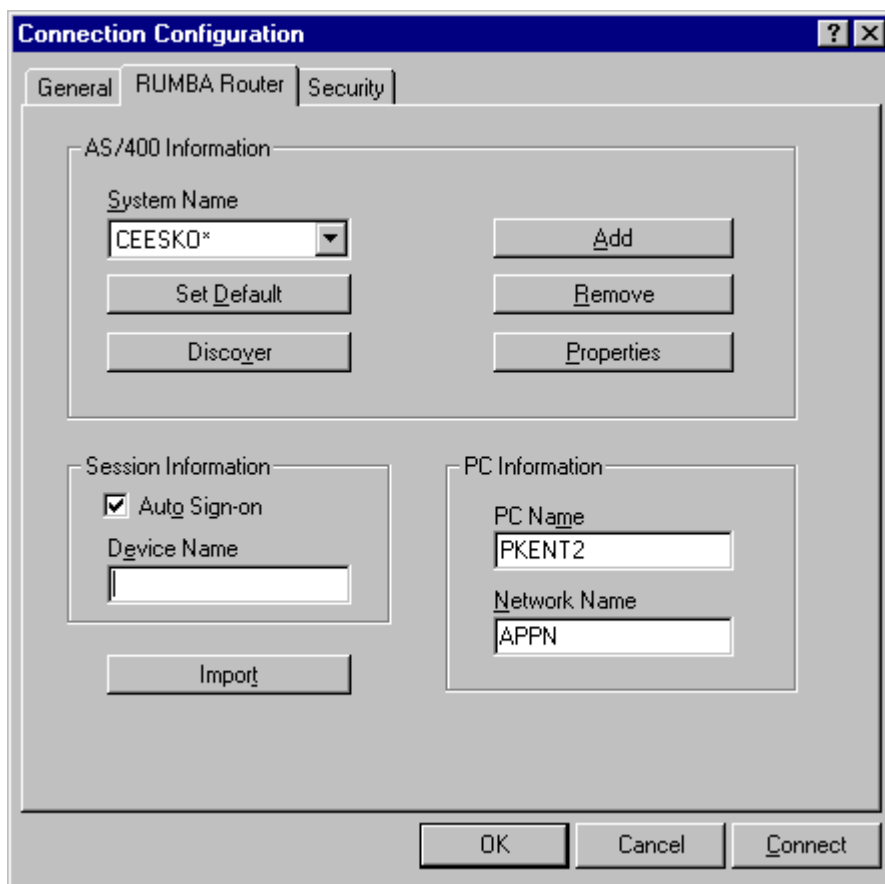 Connection Configuration
General RUMBA Router Security
AS/400 Information
System Name
CEESKO*
Add
Set Default
Remove
Discover
Properties
Session Information
Auto Sign-on
Device Name
PC Information
PC Name
PKENT2
Network Name
APPN
Import
OK Cancel Connect